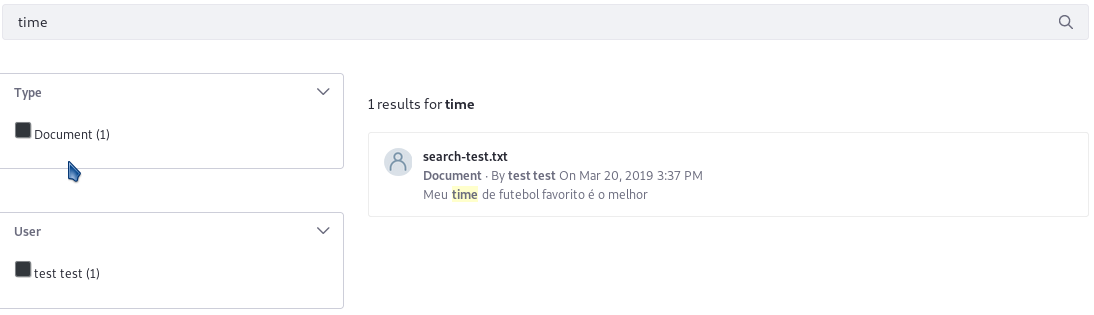 time
Type
Document (1)
User
test test (1)
1 results for time
search-test.txt
Document · By test test On Mar 20, 2019 3:37 PM
Meu time de futebol favorito é o melhor